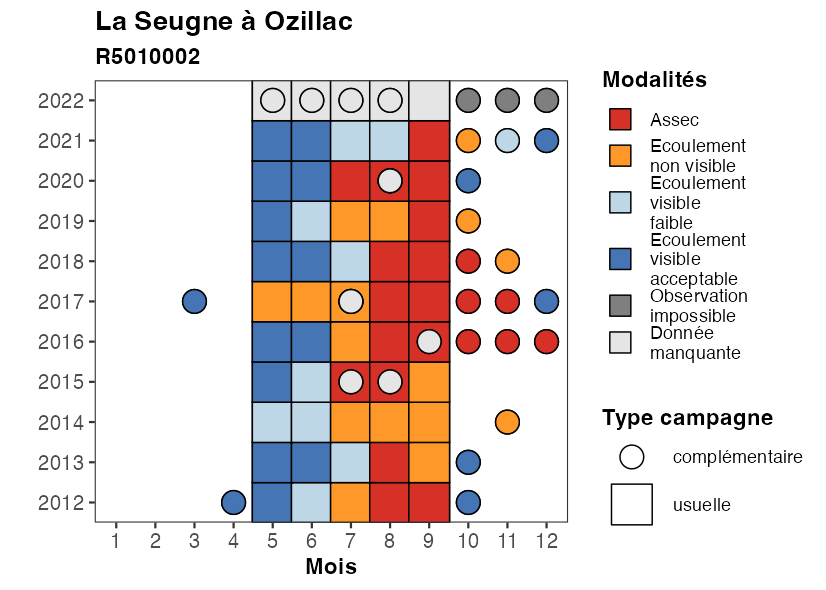 La Seugne à Ozillac
R5010002
2022
2021
2020
2019
2018
2017
2016
2015
2014
2013
2012
1 2 3 4 5 6 7 8 9 10 11 12
Mois
Modalités
Assec
Ecoulement
non visible
Ecoulement
visible
faible
Ecoulement
visible
acceptable
Observation
impossible
Donnée
manquante
Type campagne
complémentaire
usuelle